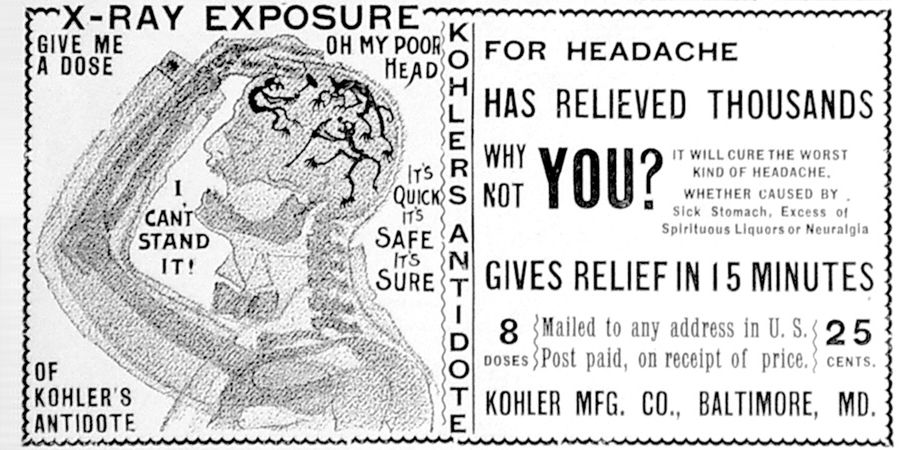 X-RAY EXPOSURE
GIVE ME
A DOSE
OH MY POOR
HEAD
I
CAN'T
STAND
IT!
IT'S
QUICK
IT'S
SAFE
IT'S
SURE
OF
KOHLER'S
ANTIDOTE
KOHLERS ANTIDOTE
FOR HEADACHE
HAS RELIEVED THOUSANDS
WHY
NOT
YOU?
IT WILL CURE THE WORST
KIND OF HEADACHE,
WHETHER CAUSED BY
Sick Stomach, Excess of
Spirituous Liquors or Neuralgia
GIVES RELIEF IN 15 MINUTES
8
DOSES
Mailed to any address in U. S.
Post paid, on receipt of price.
25
CENTS.
KOHLER MFG. CO., BALTIMORE, MD.